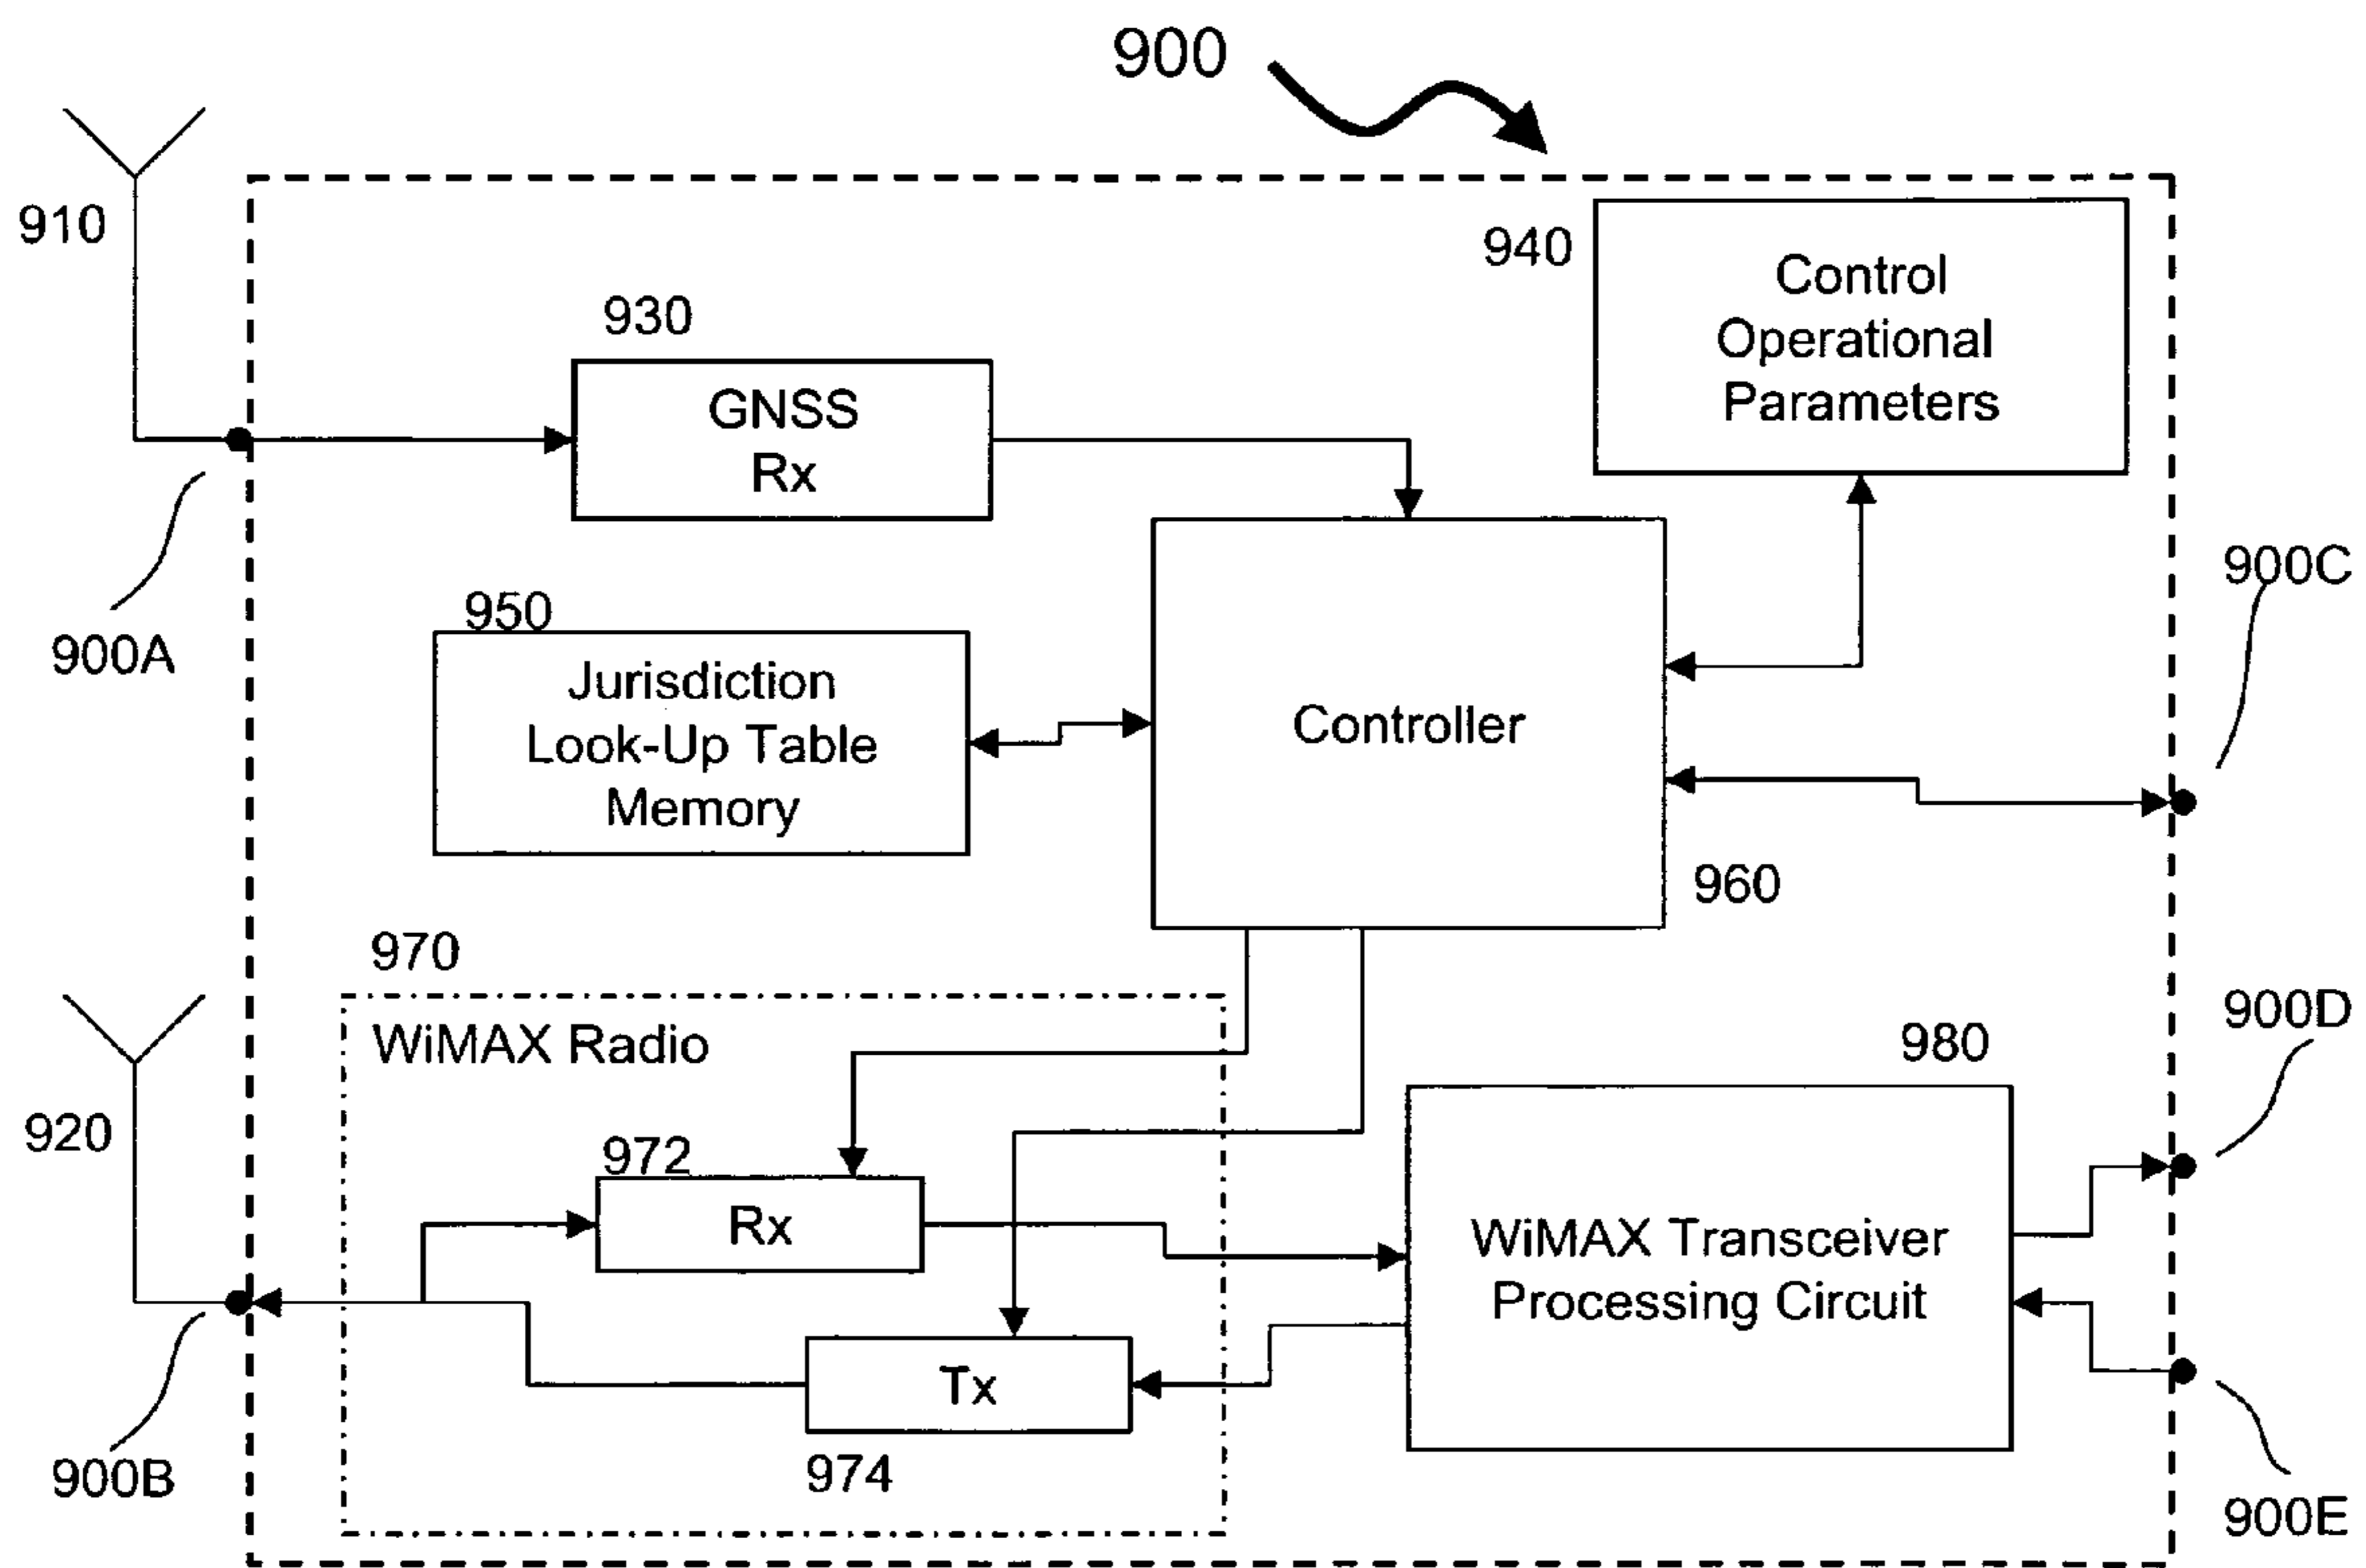 900
910
940
Control
Operational
Parameters
930
GNSS
Rx
900A
950
Jurisdiction
Look-Up Table
Memory
Controller
900C
960
970
WiMAX Radio
900D
980
920
972
Rx
WiMAX Transceiver
Processing Circuit
Tx
974
900B
900E